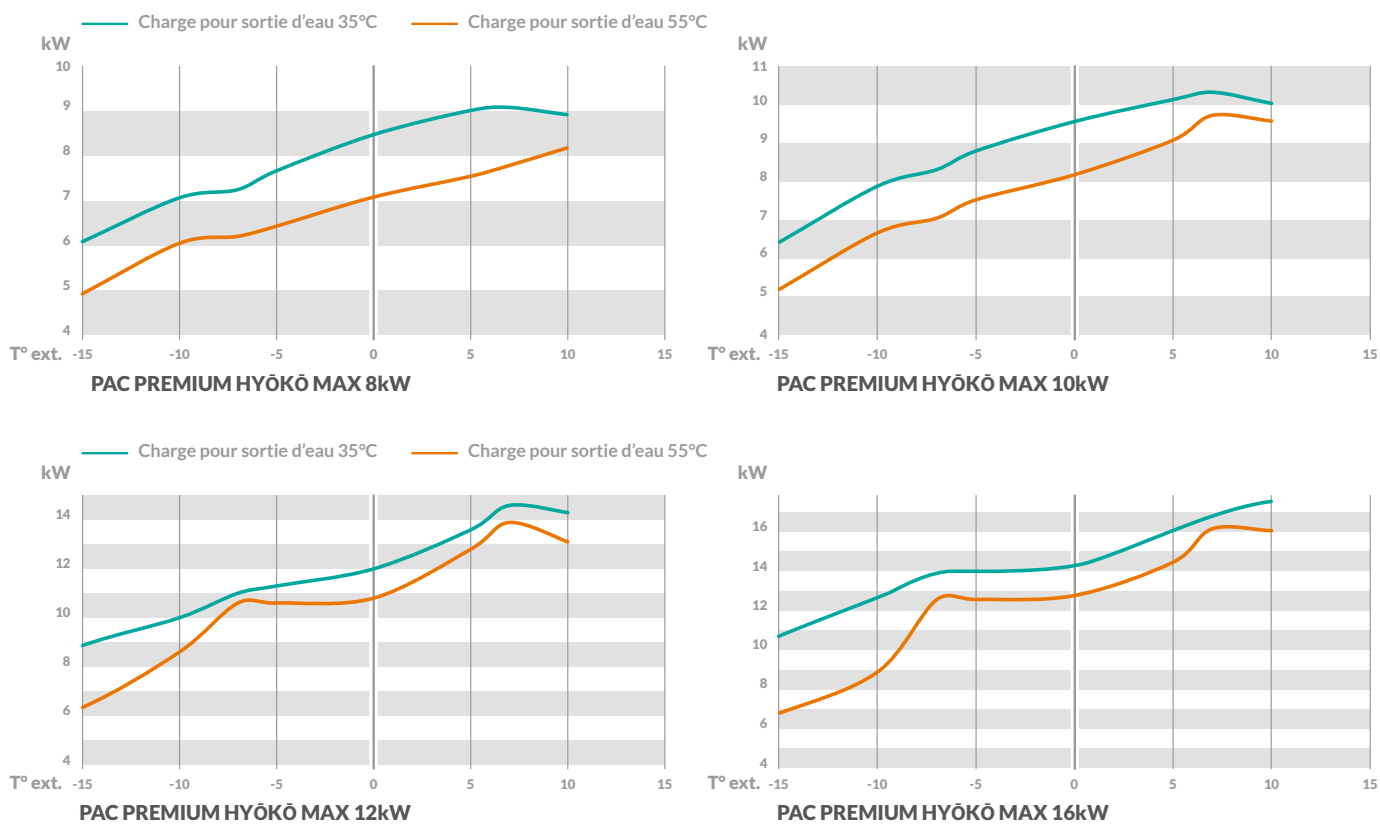 Charge pour sortie d'eau 35°C Charge pour sortie d'eau 55°C
kW
10
9
8
7
6
5
4
T° ext. -15 -10 -5 0 5 10 15
PAC PREMIUM HYŌKŌ MAX 8kW
kW
11
10
9
8
7
6
5
4
T° ext. -15 -10 -5 0 5 10 15
PAC PREMIUM HYŌKŌ MAX 10kW
Charge pour sortie d'eau 35°C Charge pour sortie d'eau 55°C
kW
14
12
10
8
6
4
T° ext. -15 -10 -5 0 5 10 15
PAC PREMIUM HYŌKŌ MAX 12kW
kW
16
14
12
10
8
6
4
T° ext. -15 -10 -5 0 5 10 15
PAC PREMIUM HYŌKŌ MAX 16kW